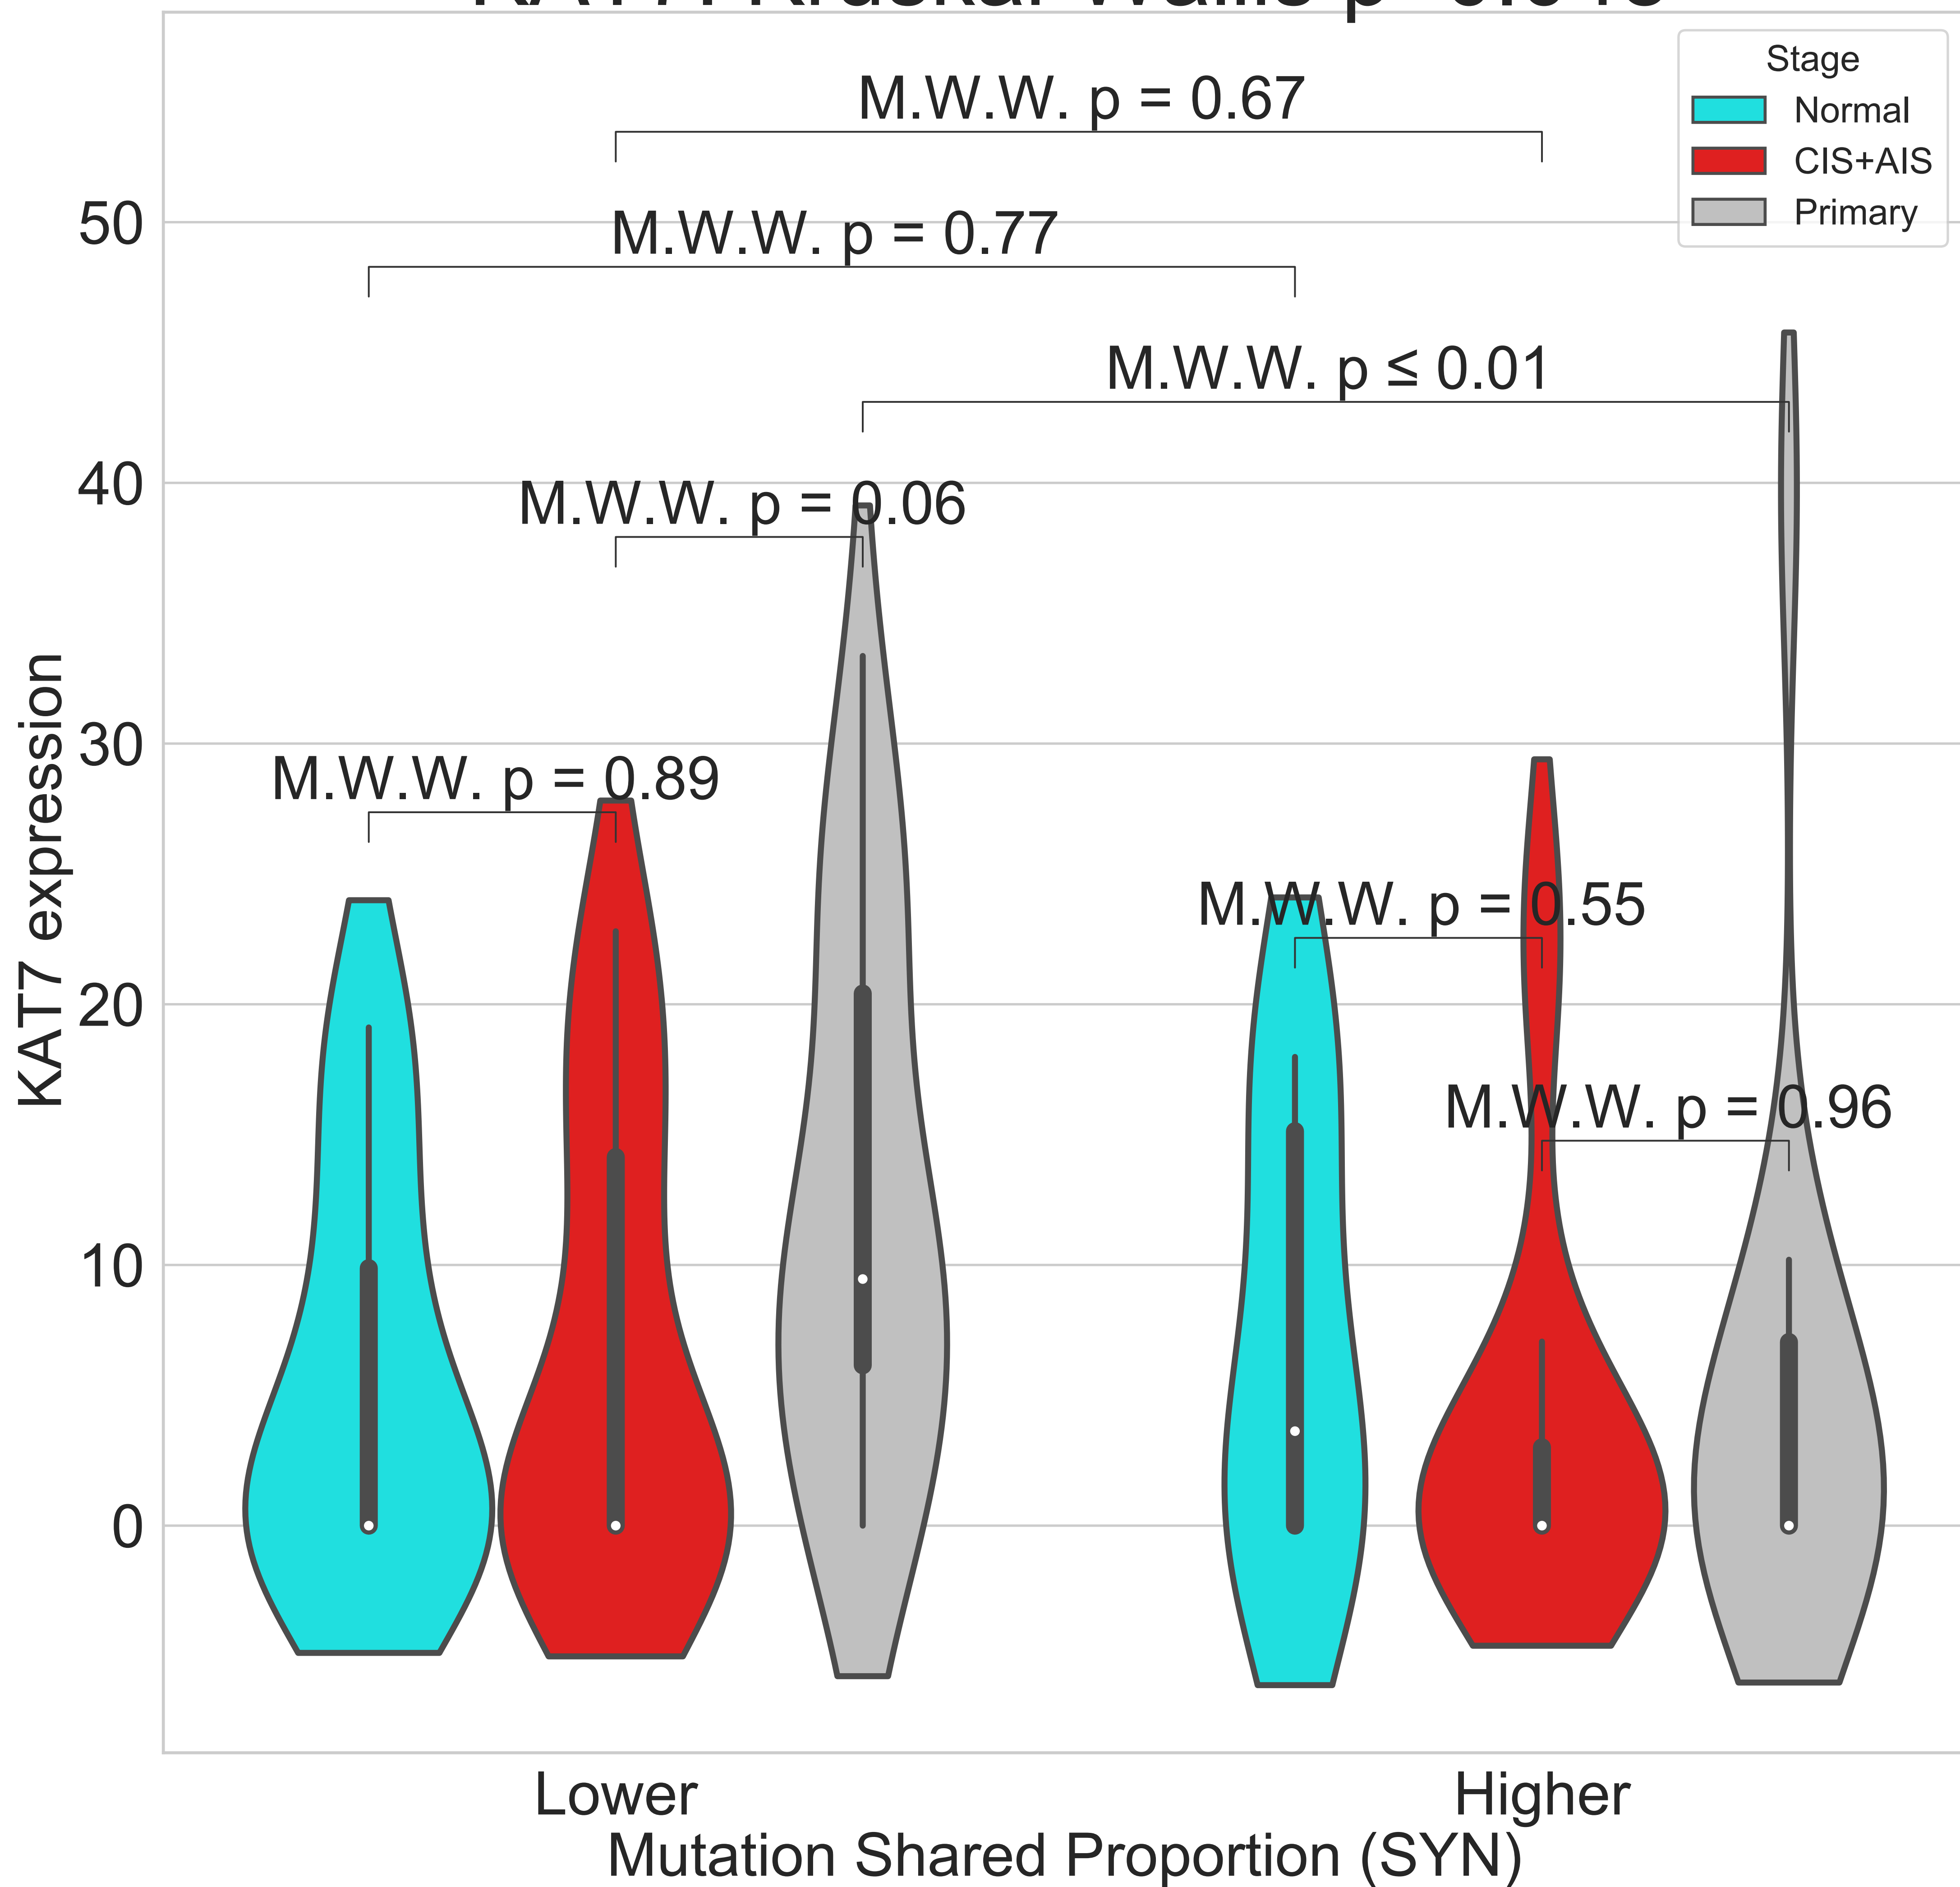 Stage
Normal
CIS+AIS
Primary
M.W.W. p = 0.67
M.W.W. p = 0.77
M.W.W. p ≤ 0.01
M.W.W. p = 0.06
M.W.W. p = 0.89
M.W.W. p = 0.55
M.W.W. p = 0.96
50
40
30
20
10
0
KAT7 expression
Lower
Higher
Mutation Shared Proportion (SYN)